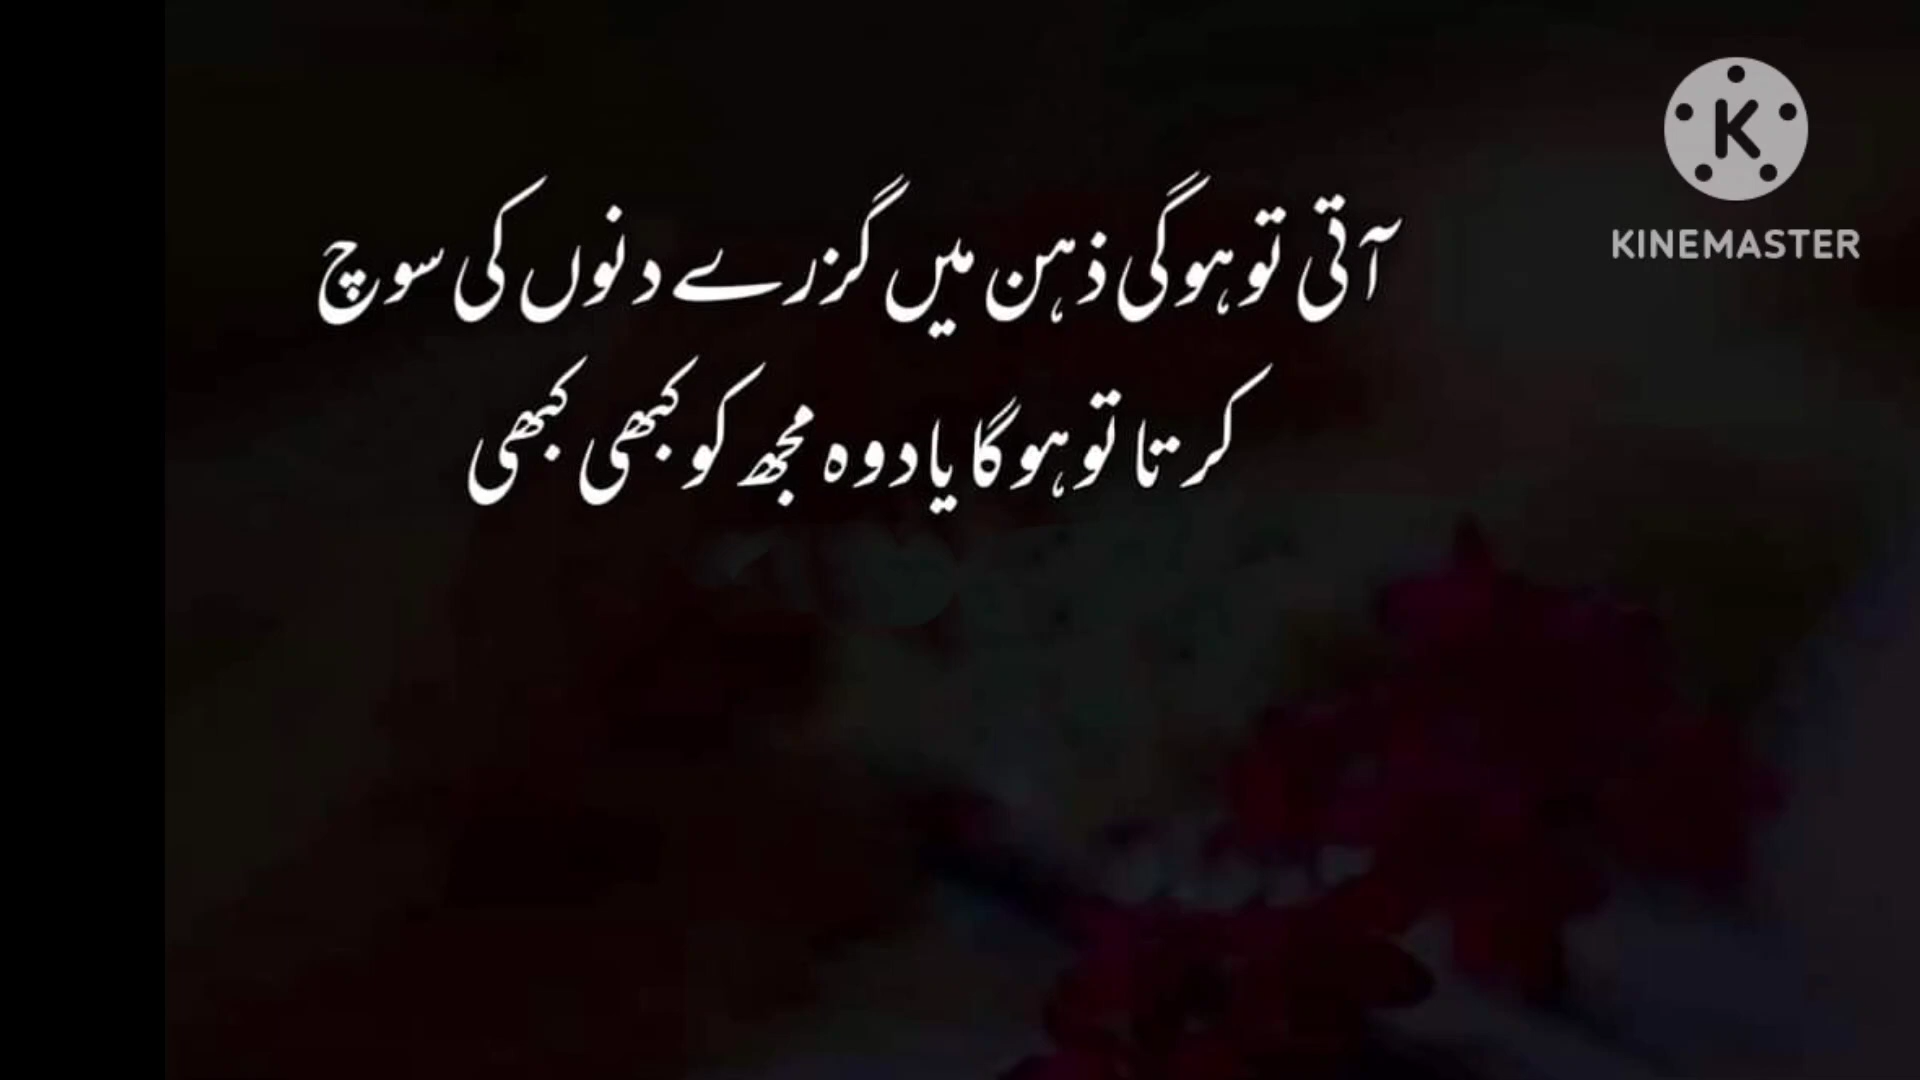 KINEMASTER
آتی تو ہوگی ذہن میں گزرے دنوں کی سوچ
کرتا تو ہوگا یاد وہ مجھ کو کبھی کبھی